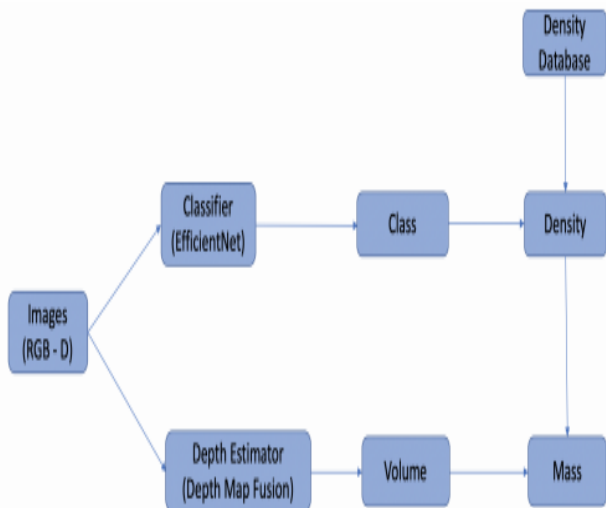 Density
Database
Classifier
(EfficientNet)
Class
Density
Images
(RGB - D)
Depth Estimator
(Depth Map Fusion)
Volume
Mass